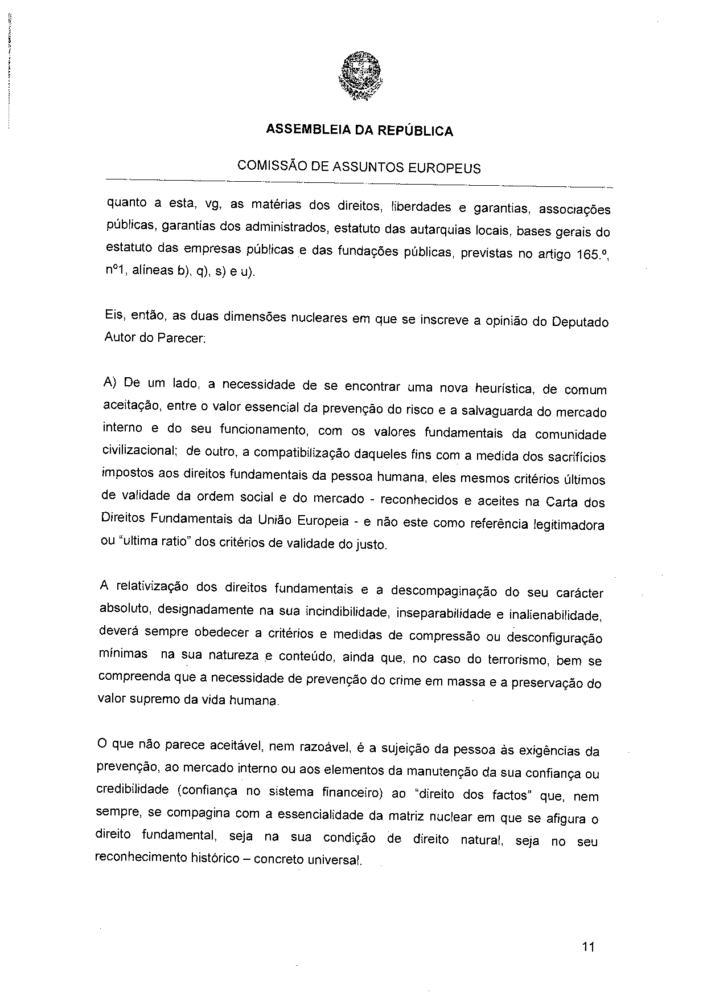 ASSEMBLEIA DA REPÚBLICA
COMISSÃO DE ASSUNTOS EUROPEUS
quanto a esta, vg, as matérias dos direitos, liberdades e garantias, associações
públicas, garantias dos administrados, estatuto das autarquias locais, bases gerais do
estatuto das empresas públicas e das fundações públicas, previstas no artigo 165.º,
nº1, alíneas b), q), s) e u).
Eis, então, as duas dimensões nucleares em que se inscreve a opinião do Deputado
Autor do Parecer:
A) De um lado, a necessidade de se encontrar uma nova heurística, de comum
aceitação, entre o valor essencial da prevenção do risco e a salvaguarda do mercado
interno e do seu funcionamento, com os valores fundamentais da comunidade
civilizacional; de outro, a compatibilização daqueles fins com a medida dos sacrifícios
impostos aos direitos fundamentais da pessoa humana, eles mesmos critérios últimos
de validade da ordem social e do mercado - reconhecidos e aceites na Carta dos
Direitos Fundamentais da União Europeia - e não este como referência legitimadora
ou "ultima ratio" dos critérios de validade do justo.
A relativização dos direitos fundamentais e a descompaginação do seu carácter
absoluto, designadamente na sua incindibilidade, inseparabilidade e inalienabilidade,
deverá sempre obedecer a critérios e medidas de compressão ou desconfiguração
mínimas na sua natureza e conteúdo, ainda que, no caso do terrorismo, bem se
compreenda que a necessidade de prevenção do crime em massa e a preservação do
valor supremo da vida humana.
O que não parece aceitável, nem razoável, é a sujeição da pessoa às exigências da
prevenção, ao mercado interno ou aos elementos da manutenção da sua confiança ou
credibilidade (confiança no sistema financeiro) ao "direito dos factos" que, nem
sempre, se compagina com a essencialidade da matriz nuclear em que se afigura o
direito fundamental, seja na sua condição de direito natural, seja no seu
reconhecimento histórico – concreto universal.
11